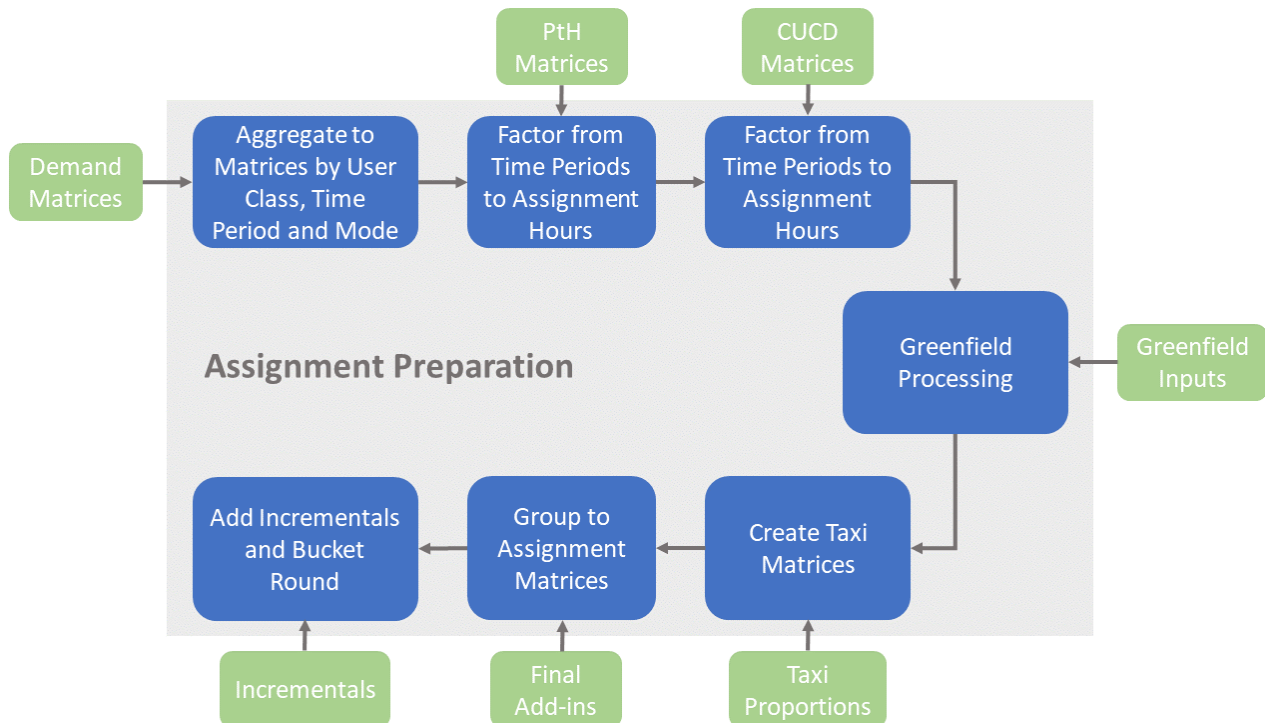 PtH
Matrices
CUCD
Matrices
Demand
Matrices
Aggregate to
Matrices by User
Class, Time
Period and Mode
Factor from
Time Periods
to Assignment
Hours
Factor from
Time Periods to
Assignment
Hours
Greenfield
Processing
Greenfield
Inputs
Assignment Preparation
Add Incrementals
and Bucket
Round
Group to
Assignment
Matrices
Create Taxi
Matrices
Incrementals
Final
Add-ins
Taxi
Proportions